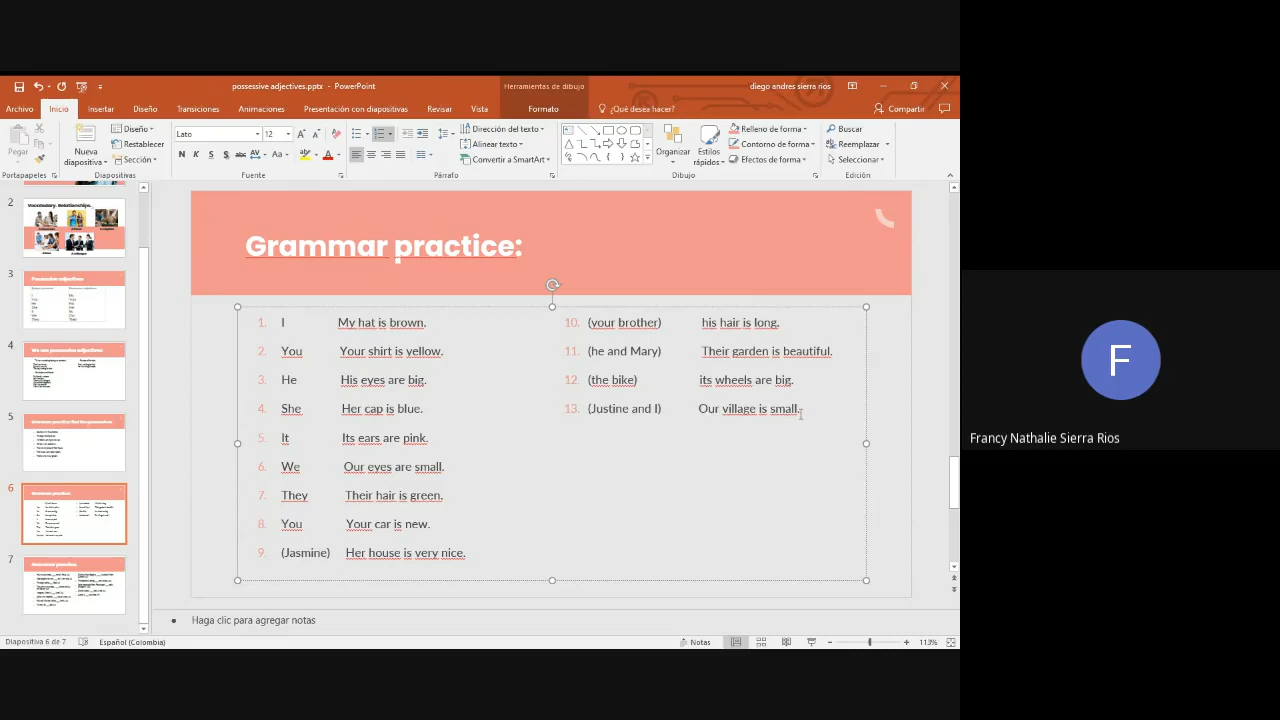 possessive adjectives.pptx - PowerPoint
Herramientas de dibujo
diego andres sierra rios
Archivo
Inicio
Insertar
Diseño
Transiciones
Animaciones
Presentación con diapositivas
Revisar
Vista
Formato
¿Qué desea hacer?
Compartir
Pegar
Nueva
diapositiva
Diseño
Restablecer
Sección
Lato
12
Dirección del texto
Alinear texto
Convertir a SmartArt
Organizar
Estilos
rápidos
Relleno de forma
Contorno de forma
Efectos de forma
Buscar
Reemplazar
Seleccionar
Portapapeles
Diapositivas
Fuente
Párrafo
Dibujo
Edición
2
3
4
5
6
7
Grammar practice:
1. I My hat is brown.
2. You Your shirt is yellow.
3. He His eyes are big.
4. She Her cap is blue.
5. It Its ears are pink.
6. We Our eyes are small.
7. They Their hair is green.
8. You Your car is new.
9. (Jasmine) Her house is very nice.
10. (your brother) his hair is long.
11. (he and Mary) Their garden is beautiful.
12. (the bike) its wheels are big.
13. (Justine and I) Our village is small.
Haga clic para agregar notas
Diapositiva 6 de 7
Español (Colombia)
Notas
113%
F
Francy Nathalie Sierra Rios